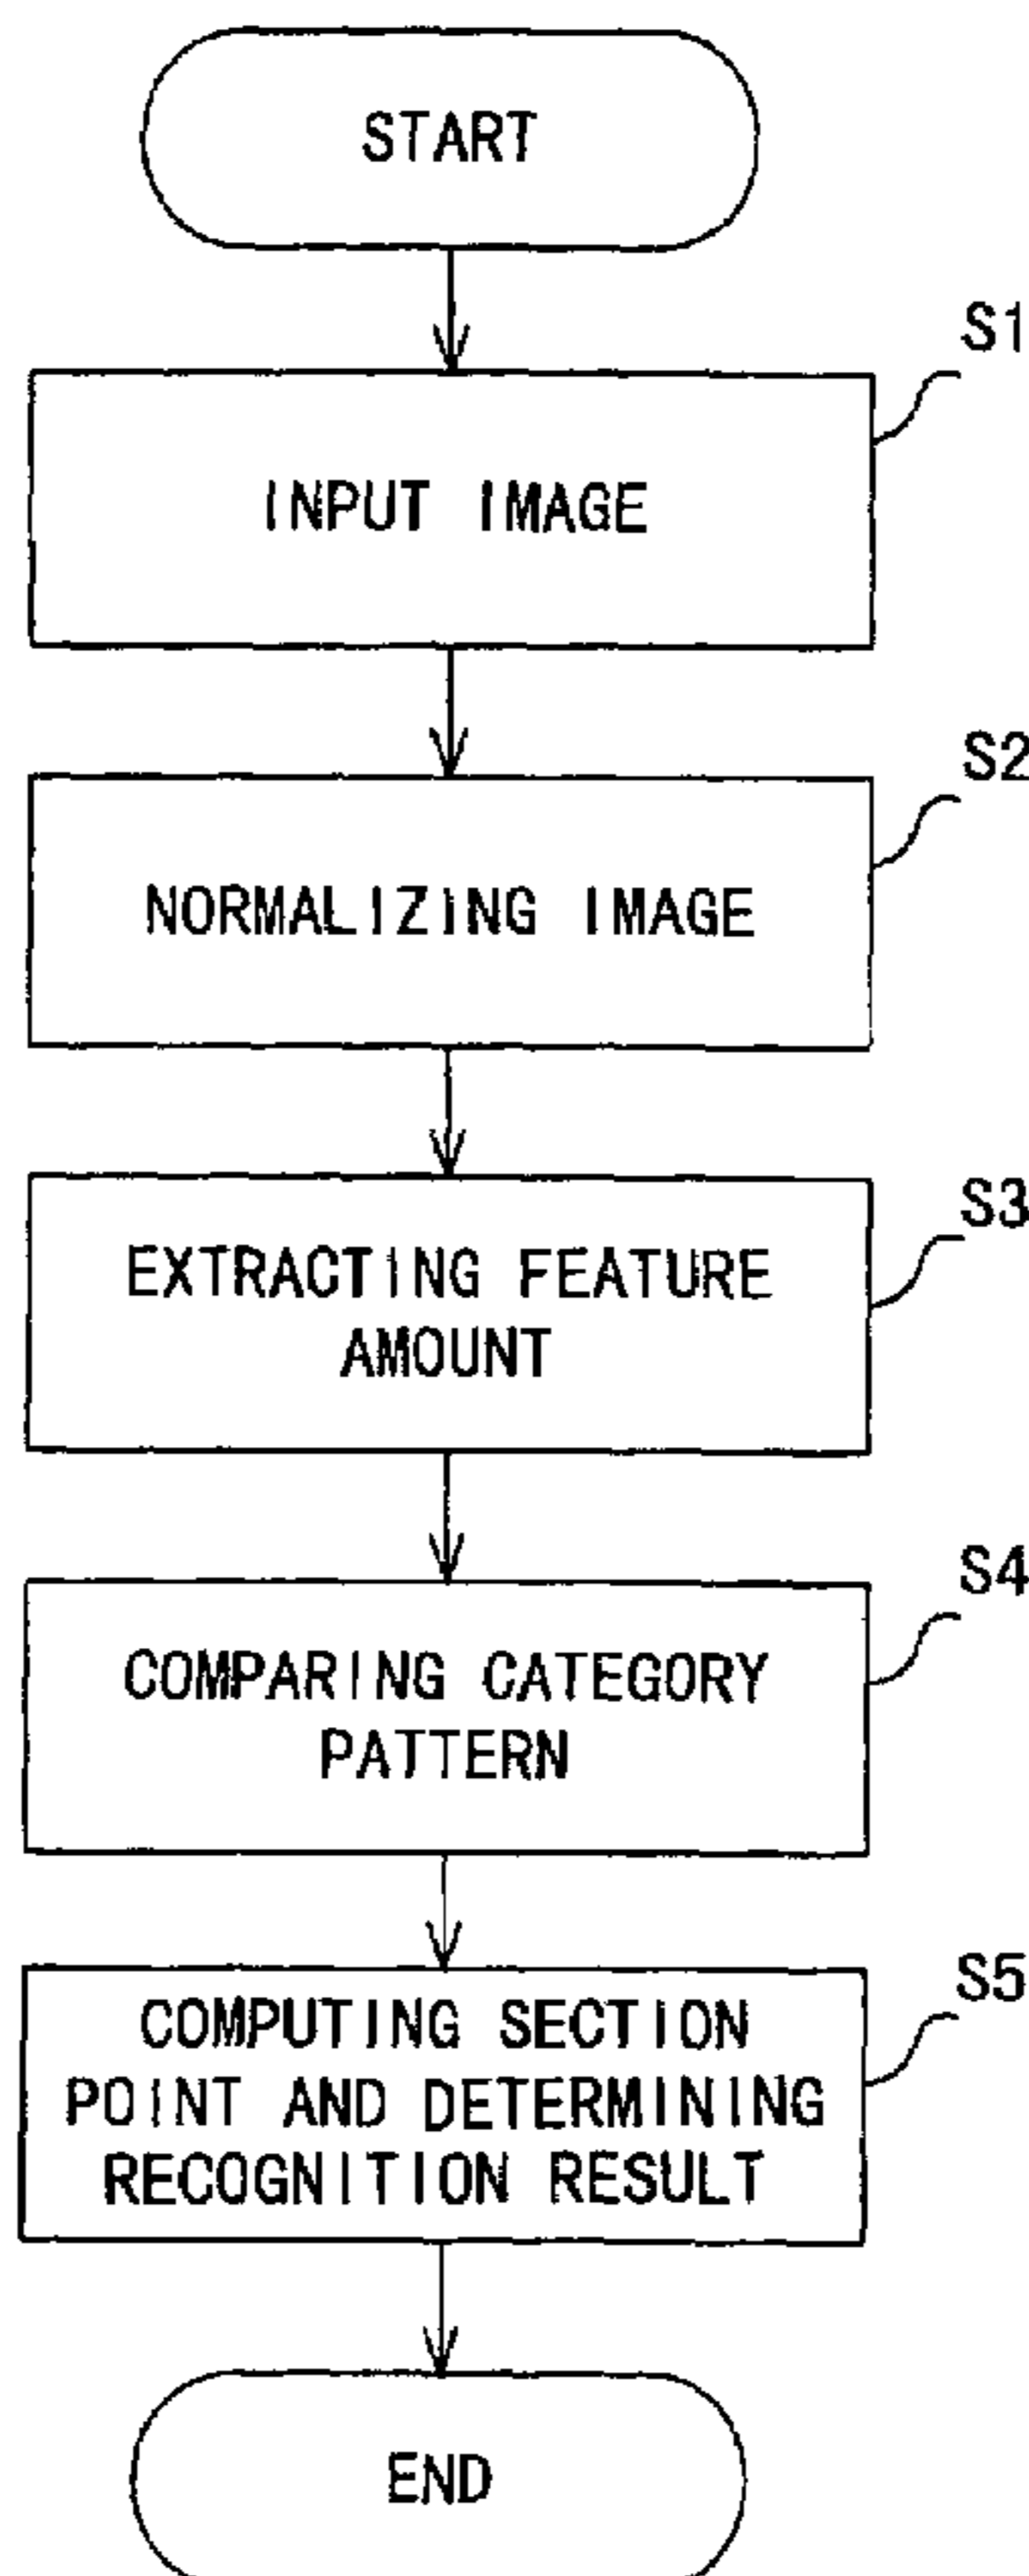 START
S1
INPUT IMAGE
S2
NORMALIZING IMAGE
S3
EXTRACTING FEATURE
AMOUNT
S4
COMPARING CATEGORY
PATTERN
S5
COMPUTING SECTION
POINT AND DETERMINING
RECOGNITION RESULT
END